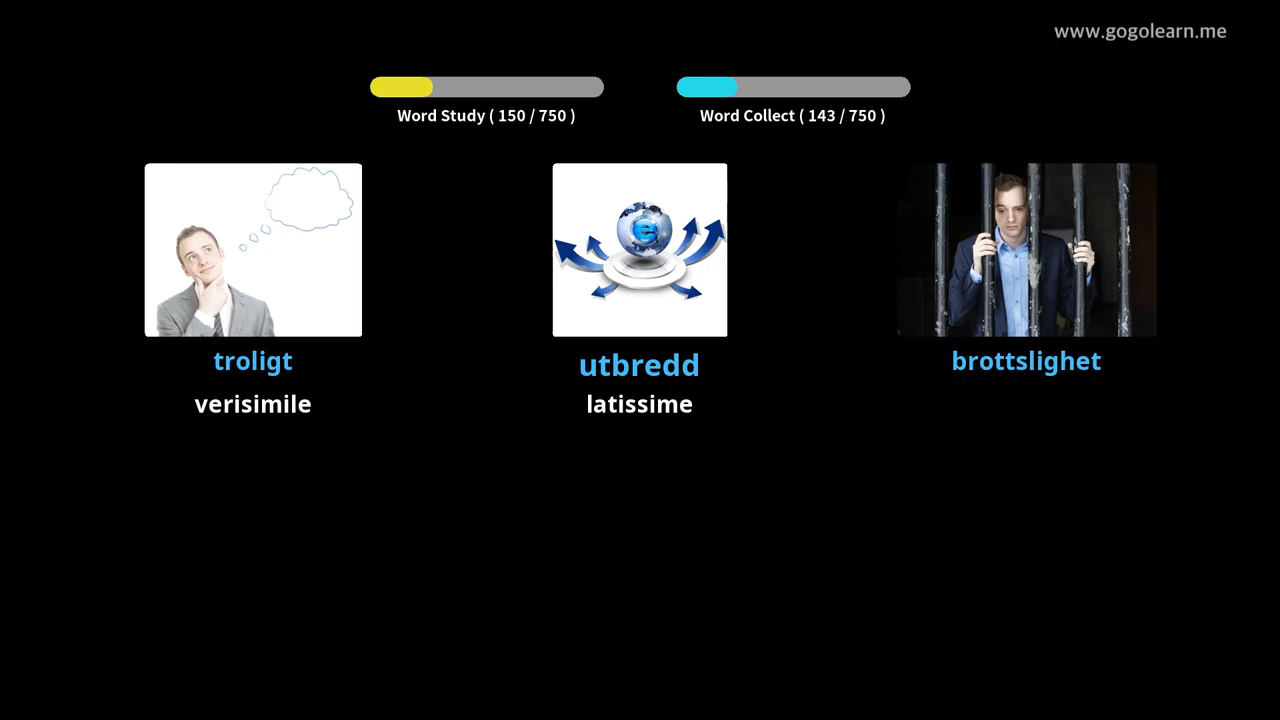 www.gogolearn.me
Word Study ( 150 / 750 )
Word Collect ( 143 / 750 )
e
troligt
utbredd
brottslighet
verisimile
latissime